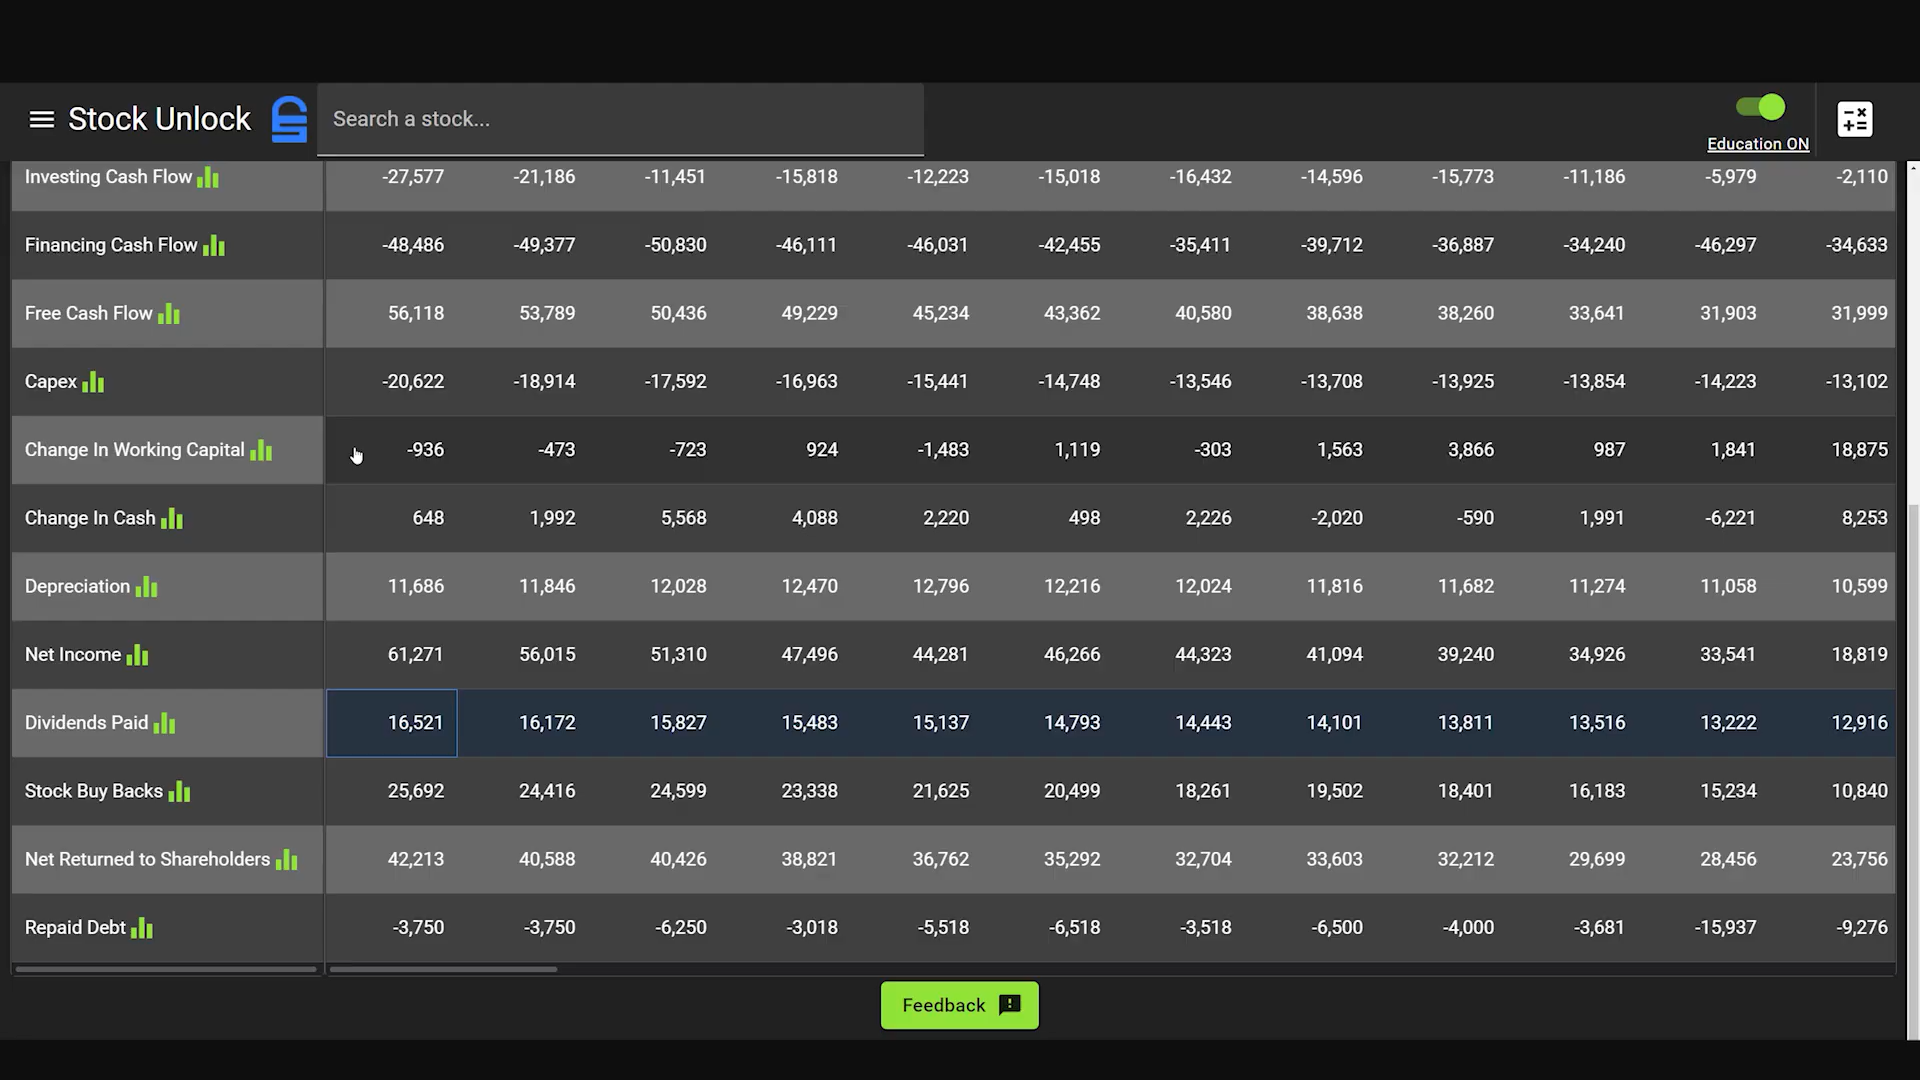 Stock Unlock
Search a stock...
Education ON
Investing Cash Flow -27,577 -21,186 -11,451 -15,818 -12,223 -15,018 -16,432 -14,596 -15,773 -11,186 -5,979 -2,110
Financing Cash Flow -48,486 -49,377 -50,830 -46,111 -46,031 -42,455 -35,411 -39,712 -36,887 -34,240 -46,297 -34,633
Free Cash Flow 56,118 53,789 50,436 49,229 45,234 43,362 40,580 38,638 38,260 33,641 31,903 31,999
Capex -20,622 -18,914 -17,592 -16,963 -15,441 -14,748 -13,546 -13,708 -13,925 -13,854 -14,223 -13,102
Change In Working Capital -936 -473 -723 924 -1,483 1,119 -303 1,563 3,866 987 1,841 18,875
Change In Cash 648 1,992 5,568 4,088 2,220 498 2,226 -2,020 -590 1,991 -6,221 8,253
Depreciation 11,686 11,846 12,028 12,470 12,796 12,216 12,024 11,816 11,682 11,274 11,058 10,599
Net Income 61,271 56,015 51,310 47,496 44,281 46,266 44,323 41,094 39,240 34,926 33,541 18,819
Dividends Paid 16,521 16,172 15,827 15,483 15,137 14,793 14,443 14,101 13,811 13,516 13,222 12,916
Stock Buy Backs 25,692 24,416 24,599 23,338 21,625 20,499 18,261 19,502 18,401 16,183 15,234 10,840
Net Returned to Shareholders 42,213 40,588 40,426 38,821 36,762 35,292 32,704 33,603 32,212 29,699 28,456 23,756
Repaid Debt -3,750 -3,750 -6,250 -3,018 -5,518 -6,518 -3,518 -6,500 -4,000 -3,681 -15,937 -9,276
Feedback